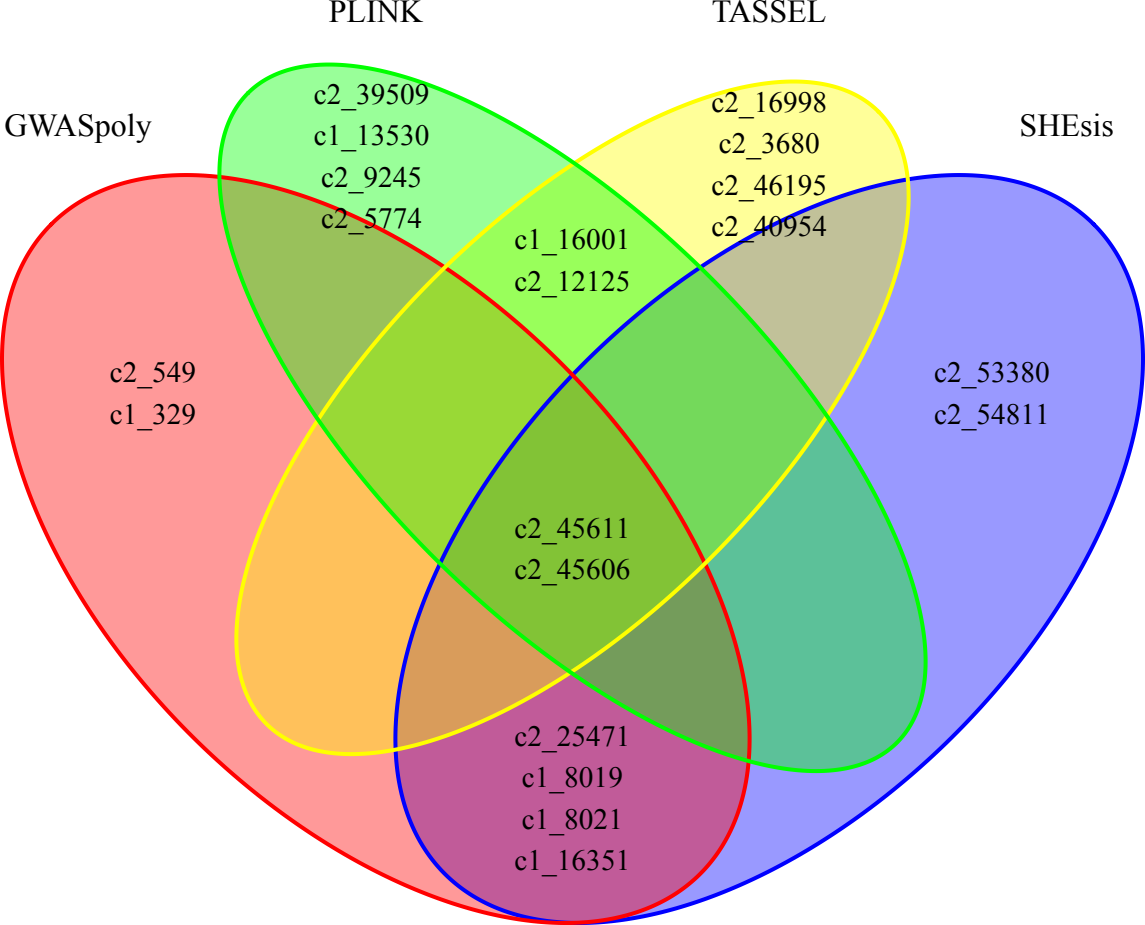 PLINK
TASSEL
GWASpoly
SHEsis
c2_39509
c1_13530
c2_9245
c2_5774
c2_16998
c2_3680
c2_46195
c2_40954
c1_16001
c2_12125
c2_549
c1_329
c2_53380
c2_54811
c2_45611
c2_45606
c2_25471
c1_8019
c1_8021
c1_16351